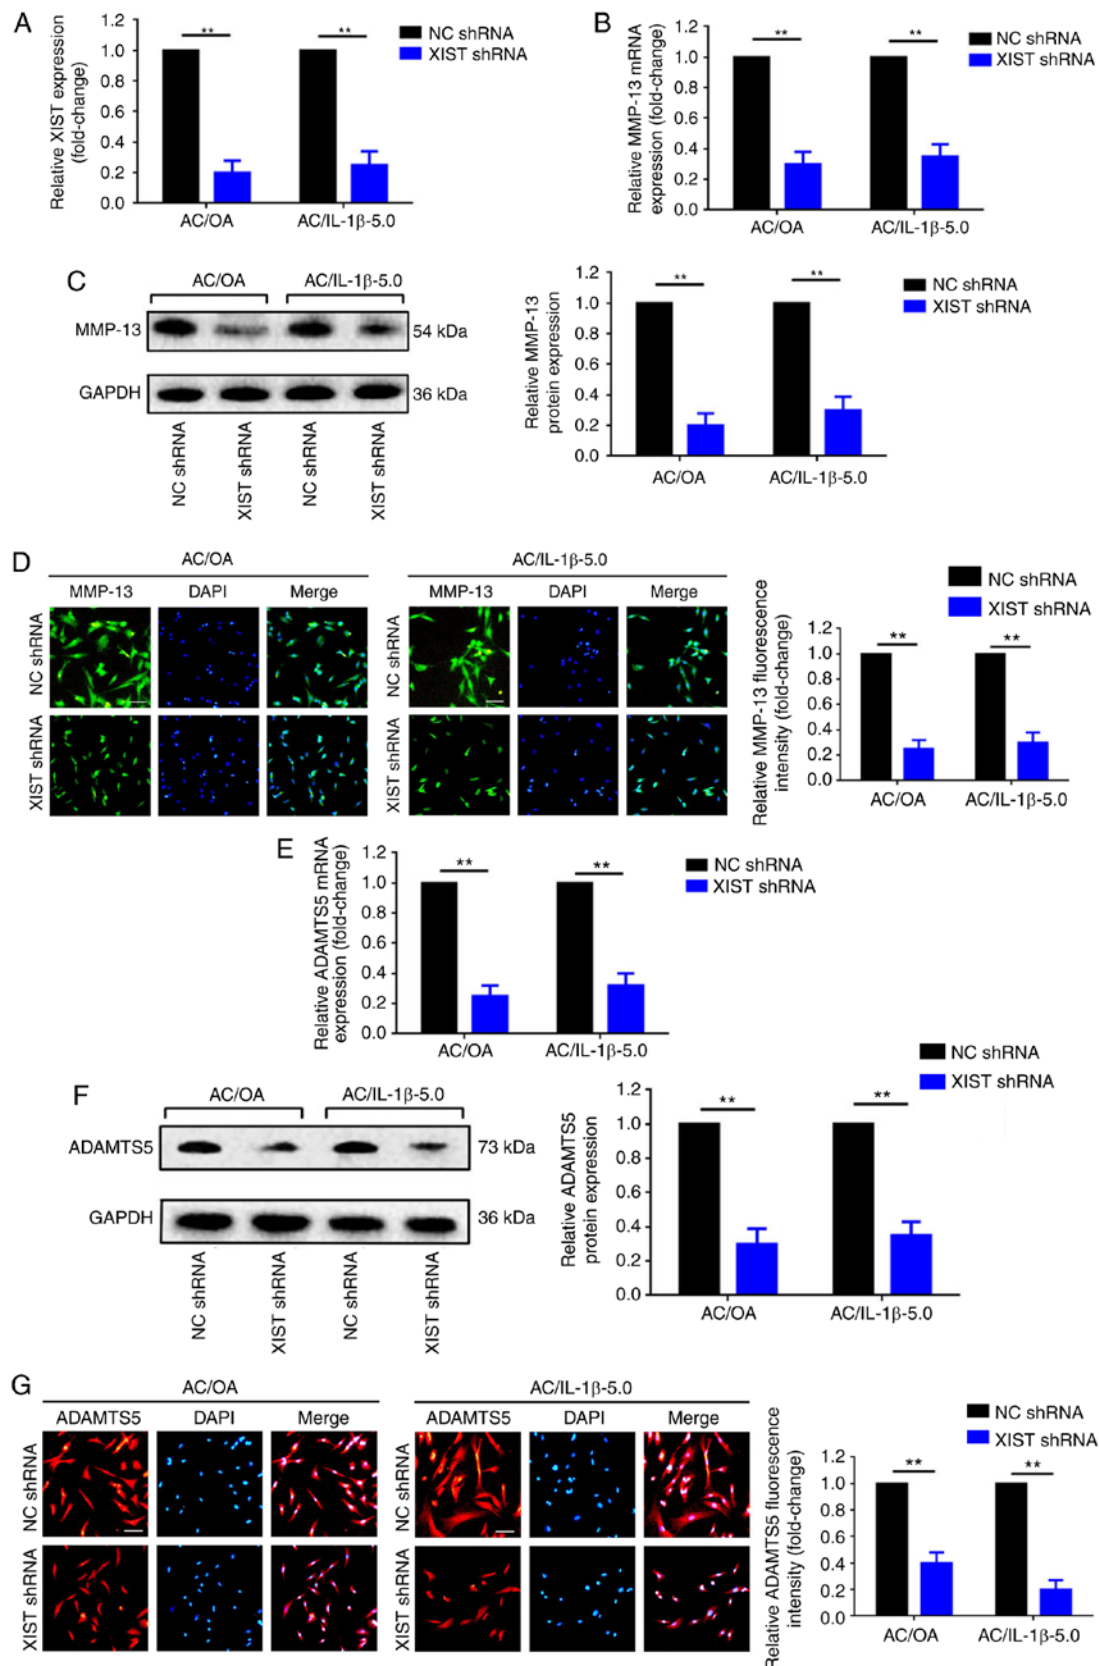 A
Relative XIST expression
(fold-change)
1.2
1.0
0.8
0.6
0.4
0.2
0.0
**
**
AC/OA
AC/IL-1β-5.0
NC shRNA
XIST shRNA
B
Relative MMP-13 mRNA
expression (fold-change)
1.2
1.0
0.8
0.6
0.4
0.2
0.0
**
**
AC/OA
AC/IL-1β-5.0
NC shRNA
XIST shRNA
C
AC/OA
AC/IL-1β-5.0
MMP-13
54 kDa
GAPDH
36 kDa
NC shRNA
XIST shRNA
NC shRNA
XIST shRNA
Relative MMP-13
protein expression
1.2
1.0
0.8
0.6
0.4
0.2
0.0
**
**
AC/OA
AC/IL-1β-5.0
NC shRNA
XIST shRNA
D
AC/OA
MMP-13 DAPI Merge
NC shRNA
XIST shRNA
AC/IL-1β-5.0
MMP-13 DAPI Merge
NC shRNA
XIST shRNA
Relative MMP-13 fluorescence
intensity (fold-change)
1.2
1.0
0.8
0.6
0.4
0.2
0.0
**
**
AC/OA
AC/IL-1β-5.0
NC shRNA
XIST shRNA
E
Relative ADAMTS5 mRNA
expression (fold-change)
1.2
1.0
0.8
0.6
0.4
0.2
0.0
**
**
AC/OA
AC/IL-1β-5.0
NC shRNA
XIST shRNA
F
AC/OA
AC/IL-1β-5.0
ADAMTS5
73 kDa
GAPDH
36 kDa
NC shRNA
XIST shRNA
NC shRNA
XIST shRNA
Relative ADAMTS5
protein expression
1.2
1.0
0.8
0.6
0.4
0.2
0.0
**
**
AC/OA
AC/IL-1β-5.0
NC shRNA
XIST shRNA
G
AC/OA
ADAMTS5 DAPI Merge
NC shRNA
XIST shRNA
AC/IL-1β-5.0
ADAMTS5 DAPI Merge
NC shRNA
XIST shRNA
Relative ADAMTS5 fluorescence
intensity (fold-change)
1.2
1.0
0.8
0.6
0.4
0.2
0.0
**
**
AC/OA
AC/IL-1β-5.0
NC shRNA
XIST shRNA